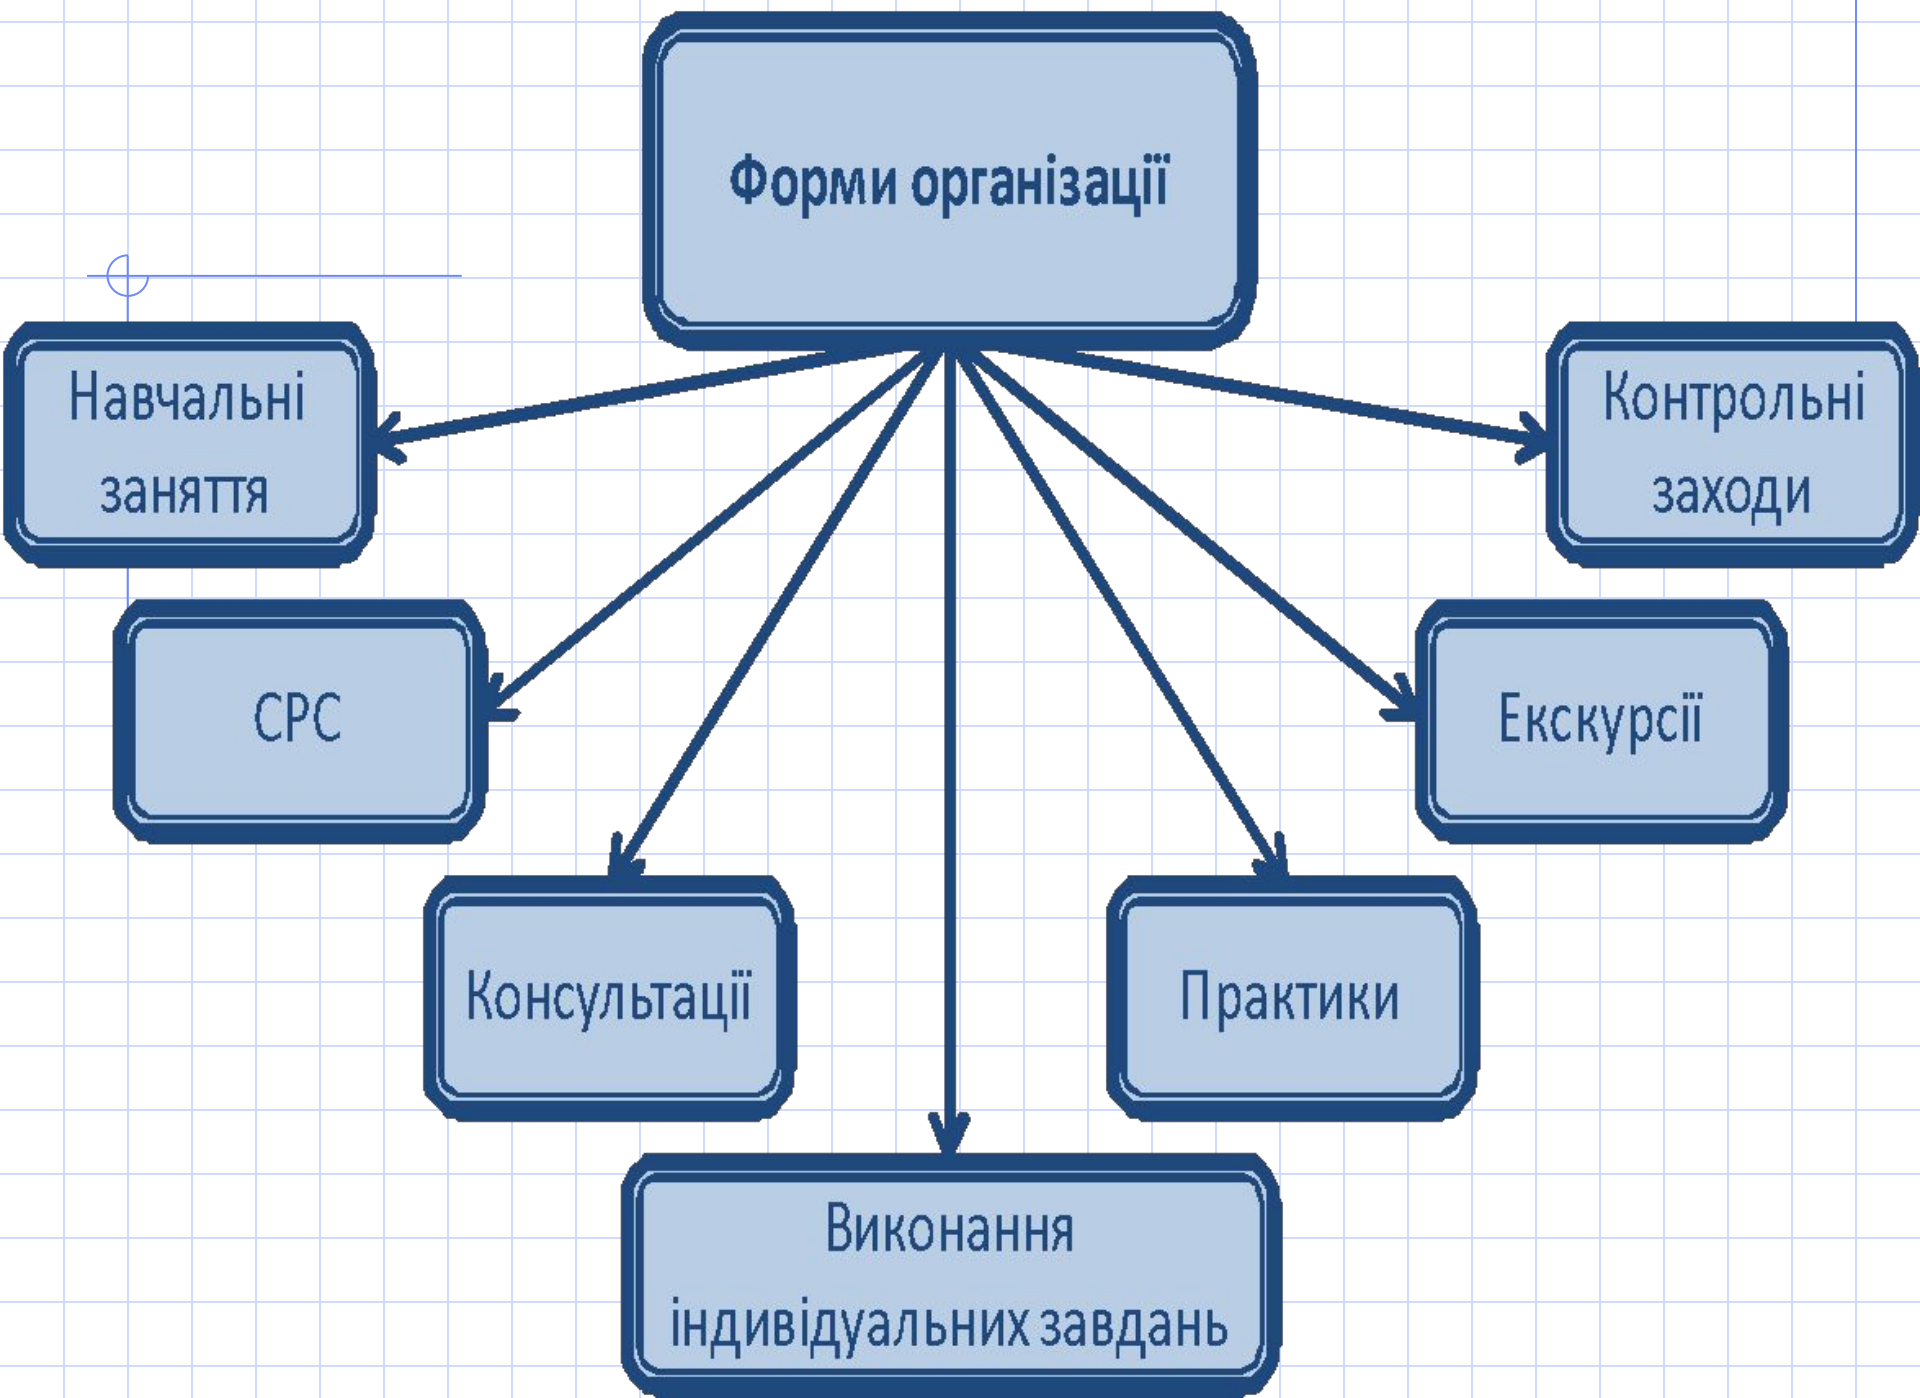 Форми організації
Навчальні
заняття
Контрольні
заходи
СРС
Екскурсії
Консультації
Практики
Виконання
індивідуальних завдань